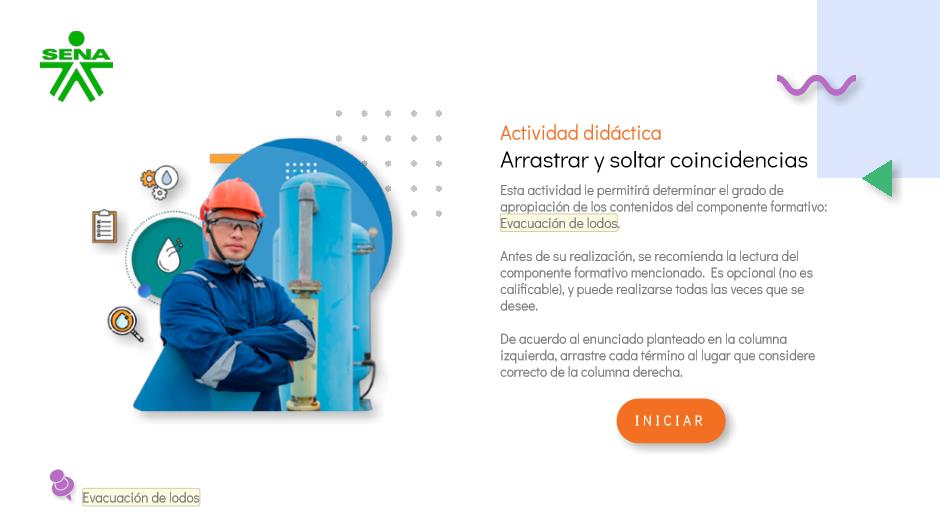 SENA
Actividad didáctica
Arrastrar y soltar coincidencias
Esta actividad le permitirá determinar el grado de
apropiación de los contenidos del componente formativo:
Evacuación de lodos.
Antes de su realización, se recomienda la lectura del
componente formativo mencionado. Es opcional (no es
calificable), y puede realizarse todas las veces que se
desee.
De acuerdo al enunciado planteado en la columna
izquierda, arrastre cada término al lugar que considere
correcto de la columna derecha.
INICIAR
Evacuación de lodos